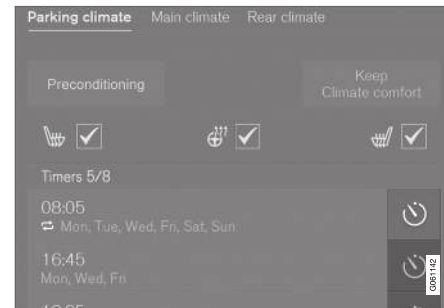 Parking climate Main climate Rear climate
Preconditioning
Keep
Climate comfort
Timers 5/8
08:05
Mon, Tue, Wed, Fri, Sat, Sun
16:45
Mon, Wed, Fri
G061142